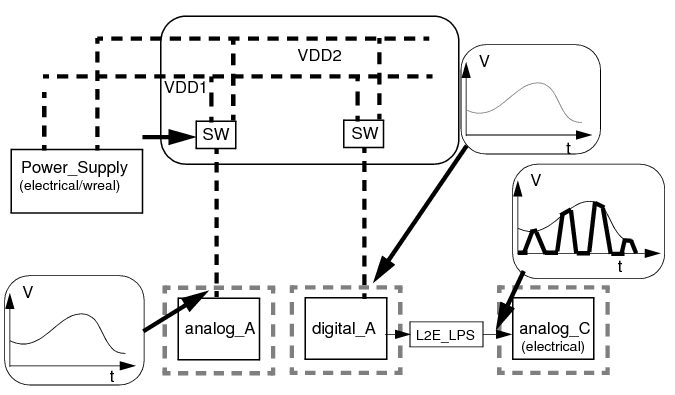 VDD2
VDD1
V
t
SW
SW
Power_Supply
(electrical/wreal)
V
t
V
t
analog_A
digital_A
L2E_LPS
analog_C
(electrical)